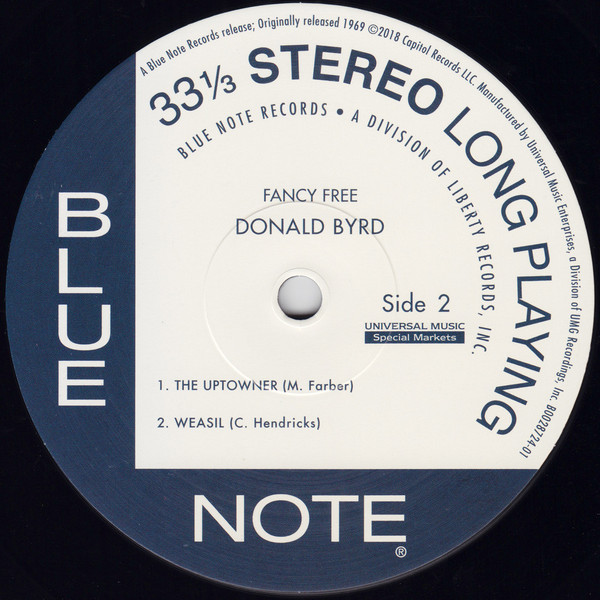 A Blue Note Records release; Originally released 1969 ©2018 Capitol Records LLC. Manufactured by Universal Music Enterprises, a Division of UMG Recordings, Inc. B0028724-01
33⅓ STEREO LONG PLAYING
BLUE NOTE RECORDS • A DIVISION OF LIBERTY RECORDS, INC.
FANCY FREE
DONALD BYRD
Side 2
UNIVERSAL MUSIC
Special Markets
1. THE UPTOWNER (M. Farber)
2. WEASIL (C. Hendricks)
BLUE
NOTE®